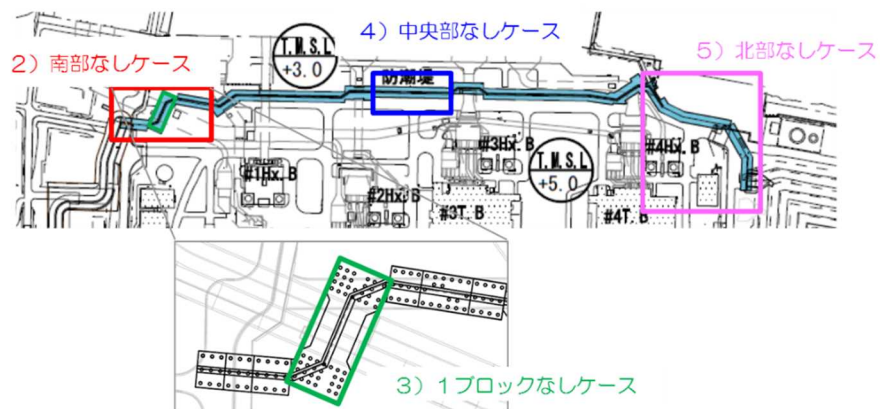 4）中央部なしケース
5）北部なしケース
2）南部なしケース
T.M.S.L
+3.0
防潮堤
#1Hx.B
#2Hx.B
#3Hx.B
#4Hx.B
T.M.S.L
+5.0
#3T.B
#4T.B
3）1ブロックなしケース